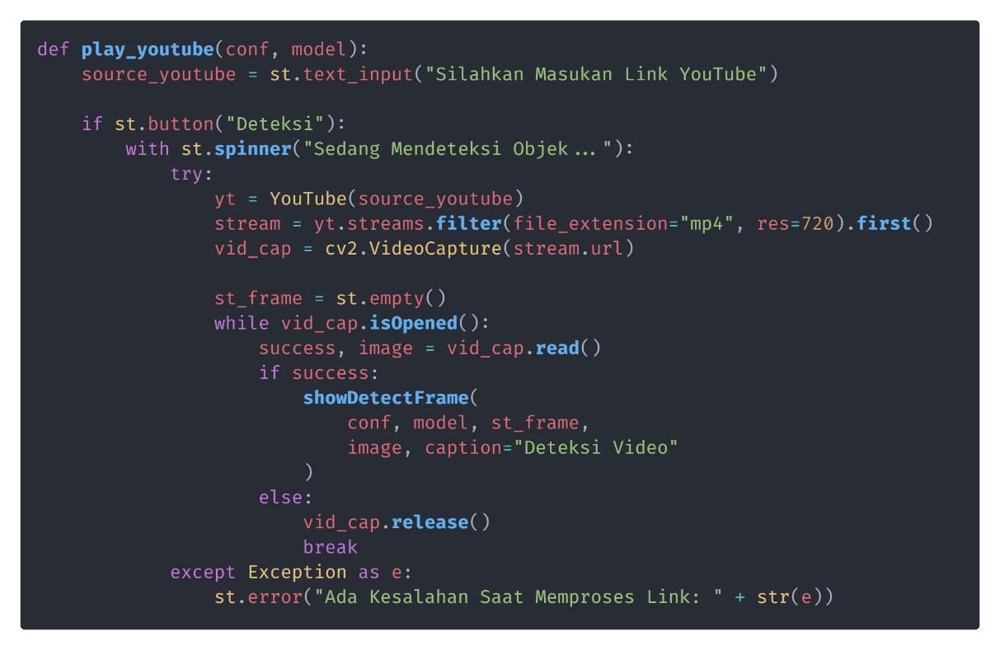 def play_youtube(conf, model):
    source_youtube = st.text_input("Silahkan Masukan Link YouTube")

    if st.button("Deteksi"):
        with st.spinner("Sedang Mendeteksi Objek..."):
            try:
                yt = YouTube(source_youtube)
                stream = yt.streams.filter(file_extension="mp4", res=720).first()
                vid_cap = cv2.VideoCapture(stream.url)

                st_frame = st.empty()
                while vid_cap.isOpened():
                    success, image = vid_cap.read()
                    if success:
                        showDetectFrame(
                            conf, model, st_frame,
                            image, caption="Deteksi Video"
                        )
                    else:
                        vid_cap.release()
                        break
            except Exception as e:
                st.error("Ada Kesalahan Saat Memproses Link: " + str(e))